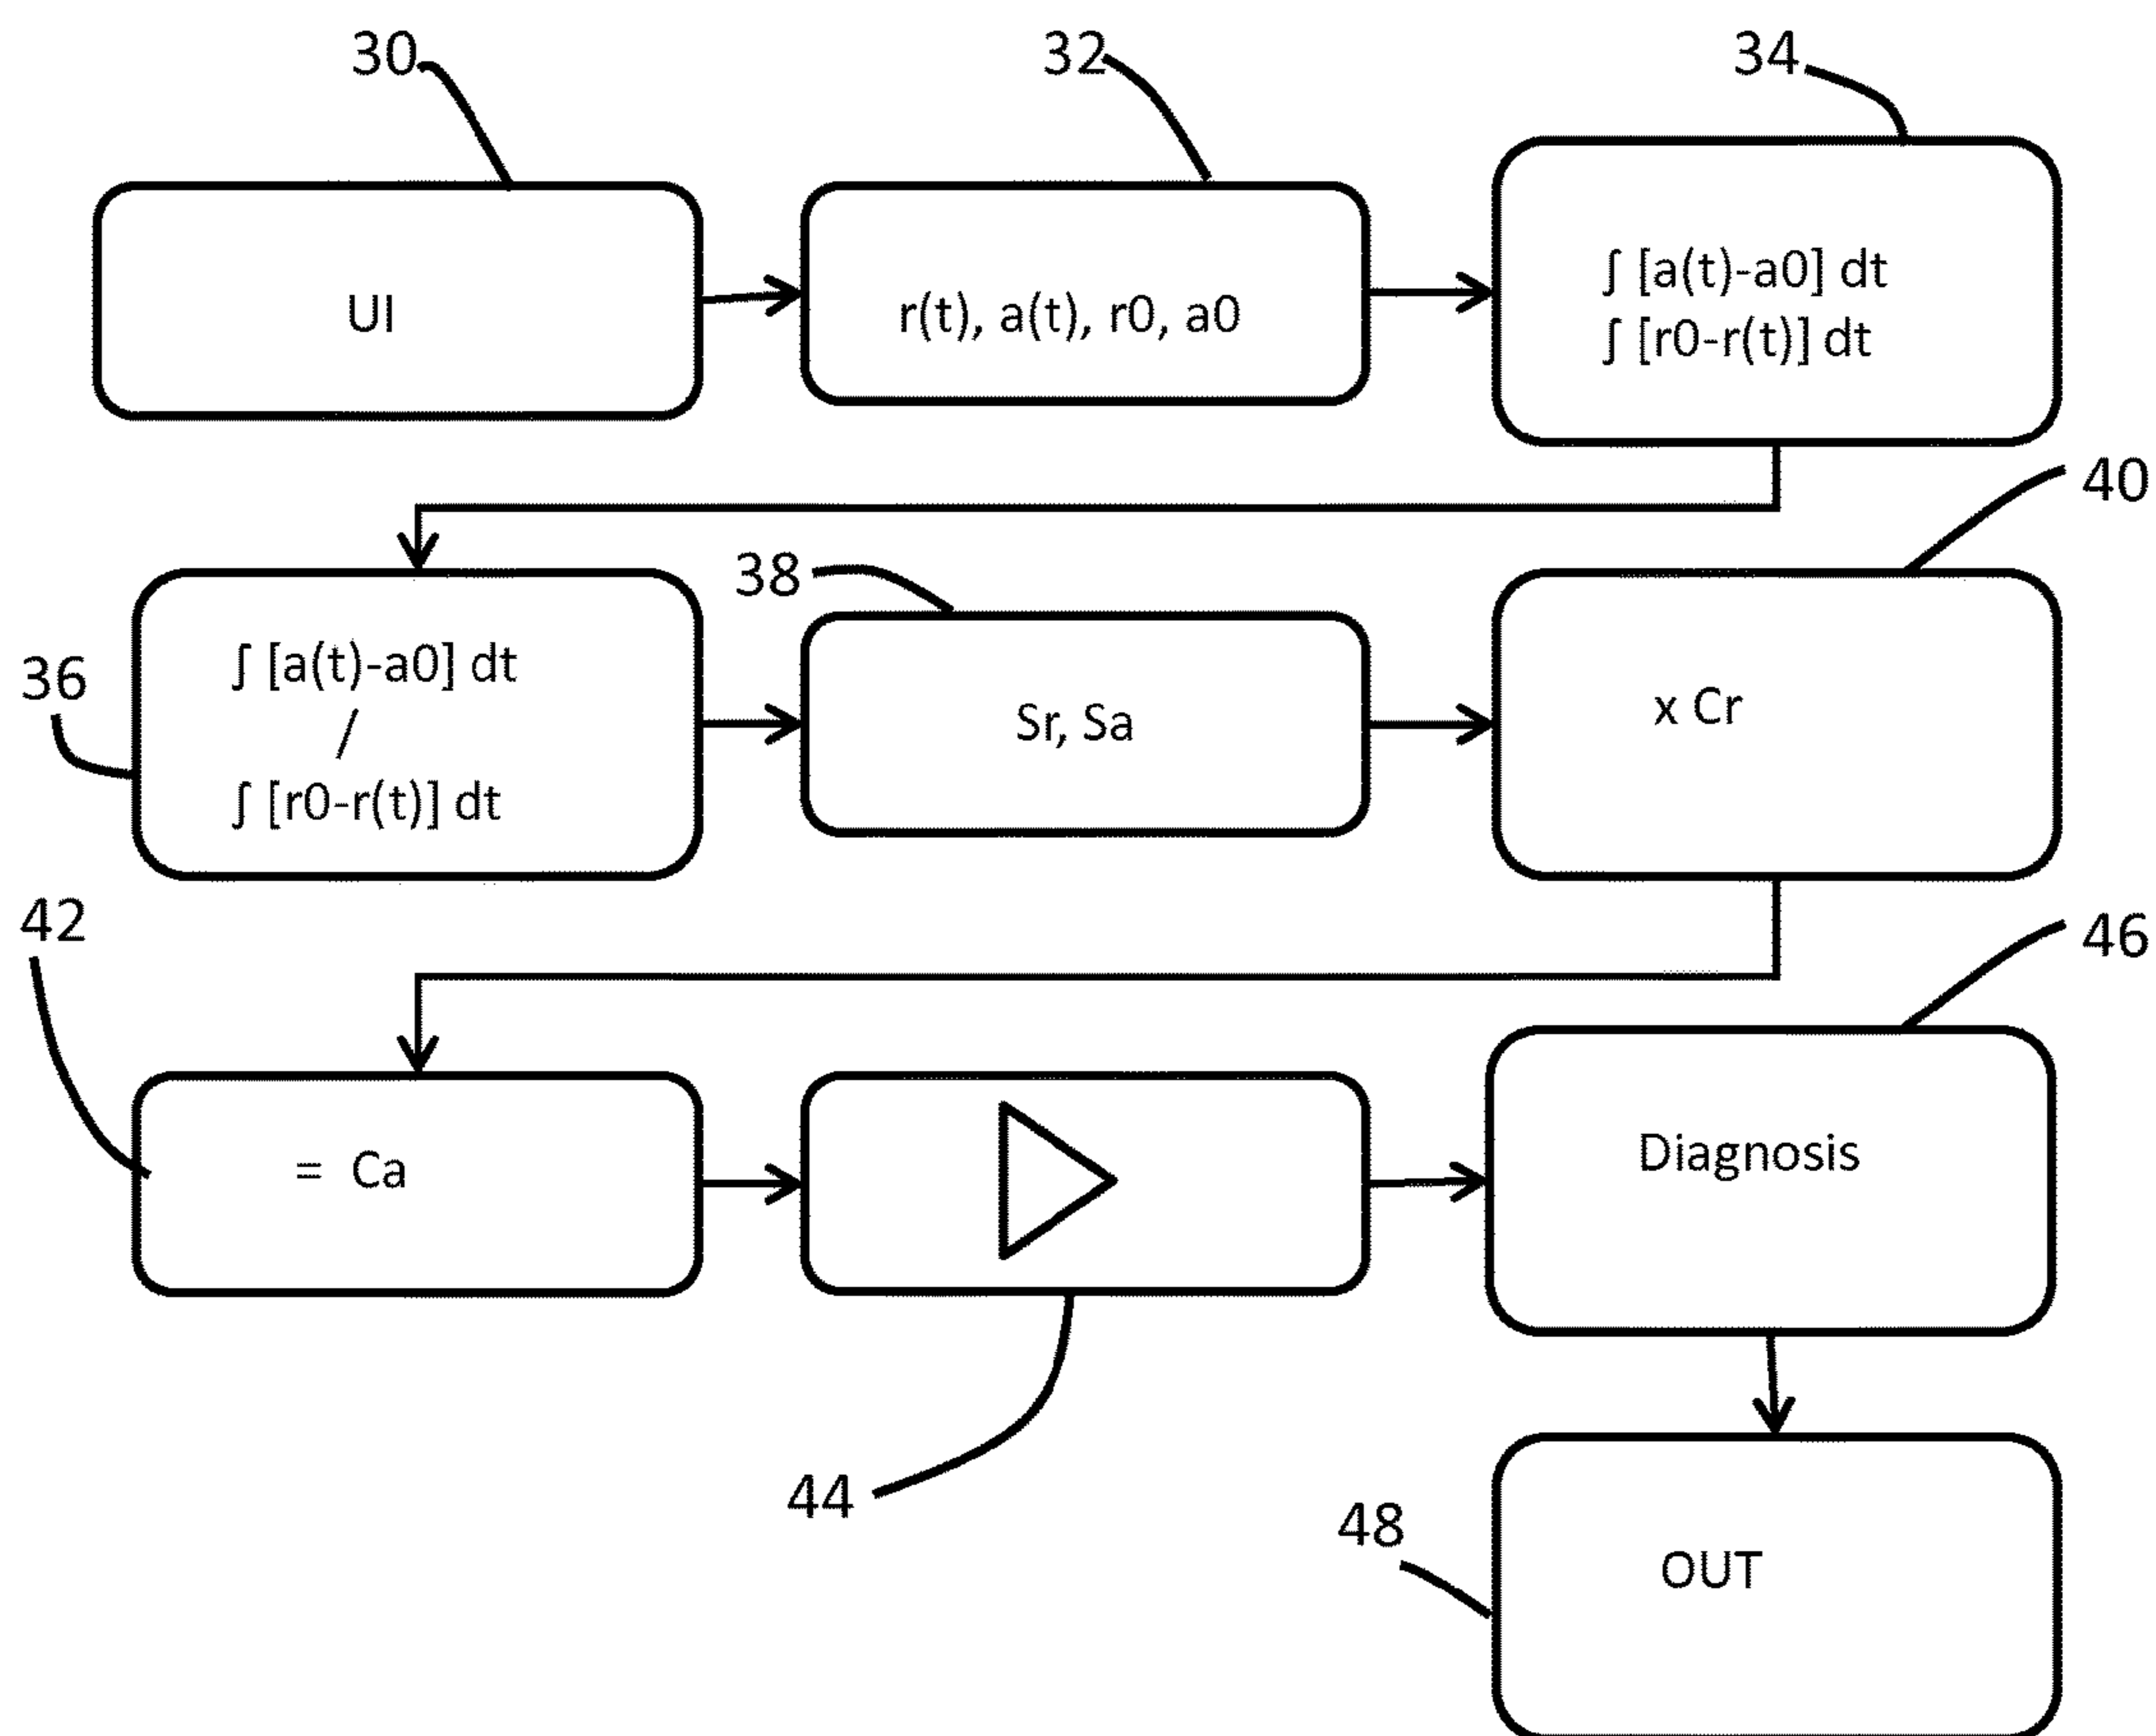 30
32
34
UI
r(t), a(t), r0, a0
∫ [a(t)-a0] dt
∫ [r0-r(t)] dt
40
36
∫ [a(t)-a0] dt
/
∫ [r0-r(t)] dt
38
Sr, Sa
x Cr
42
46
= Ca
Diagnosis
44
48
OUT